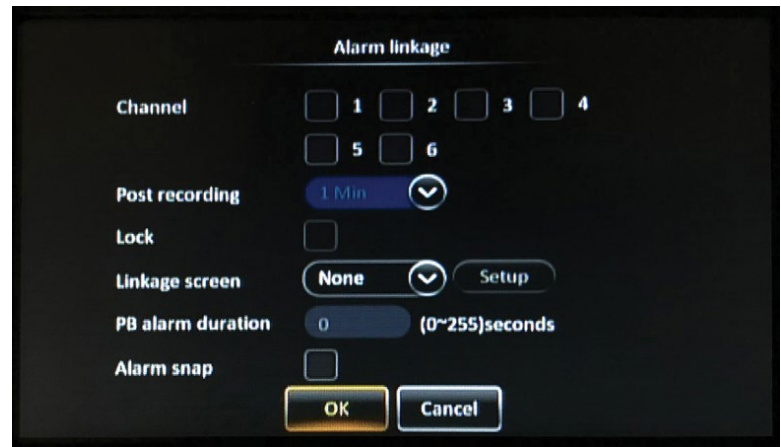 Alarm linkage
Channel 1 2 3 4
5 6
Post recording 1 Min
Lock
Linkage screen None Setup
PB alarm duration 0 (0~255)seconds
Alarm snap
OK Cancel